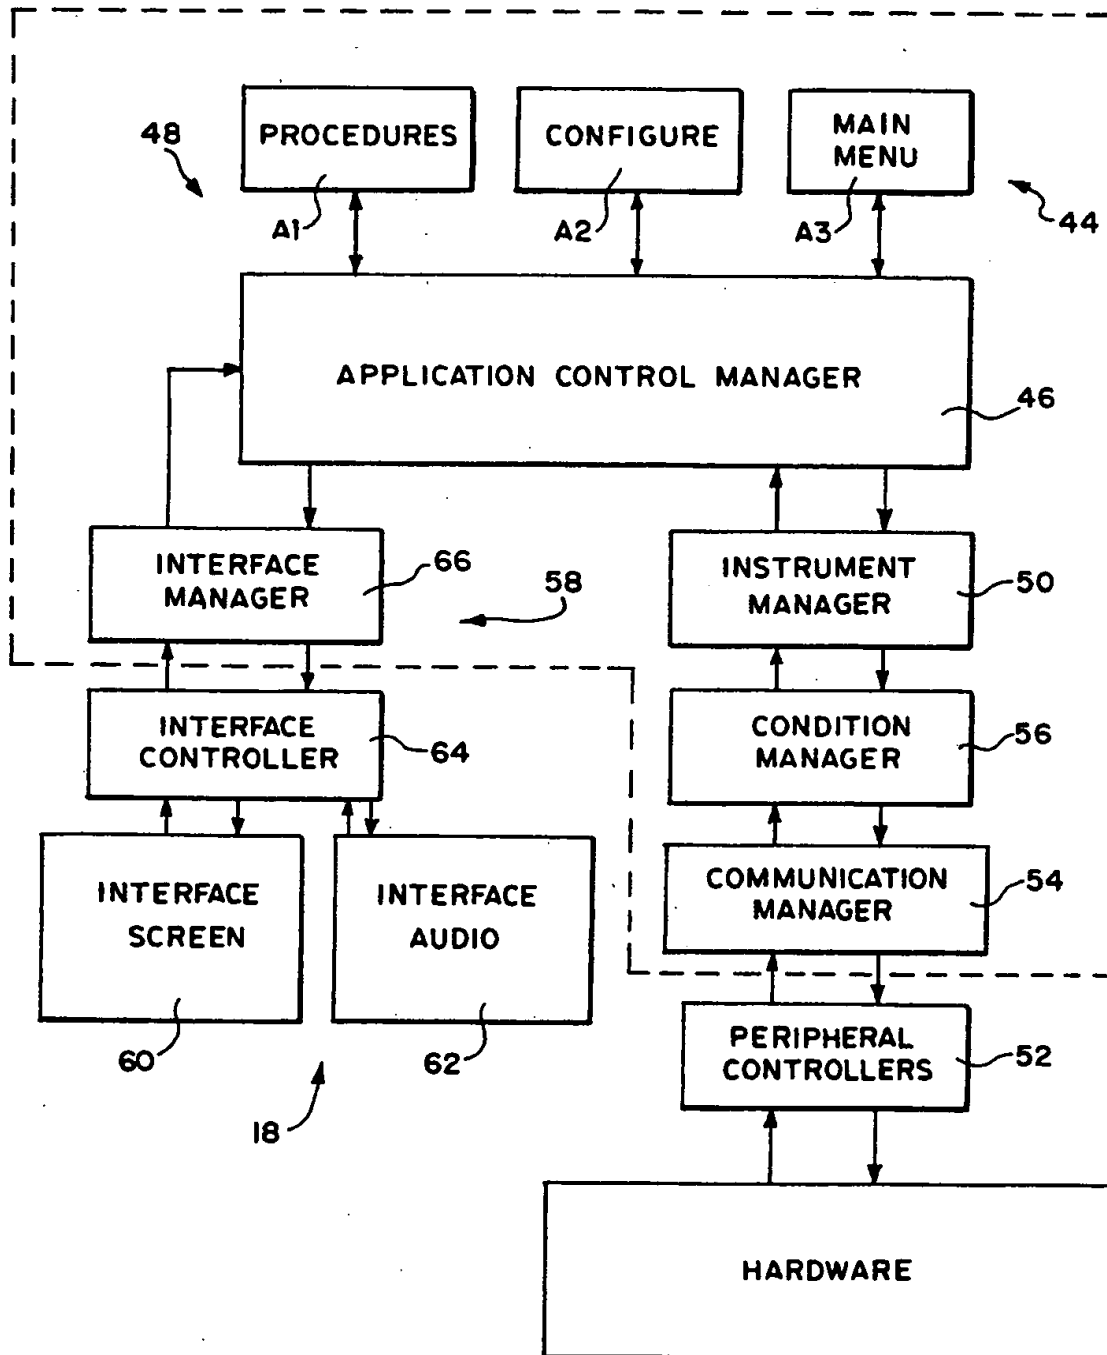 PROCEDURES
CONFIGURE
MAIN
MENU
48
A1
A2
A3
44
APPLICATION CONTROL MANAGER
46
INTERFACE
MANAGER
66
58
INSTRUMENT
MANAGER
50
INTERFACE
CONTROLLER
64
CONDITION
MANAGER
56
INTERFACE
SCREEN
INTERFACE
AUDIO
COMMUNICATION
MANAGER
54
60
62
18
PERIPHERAL
CONTROLLERS
52
HARDWARE